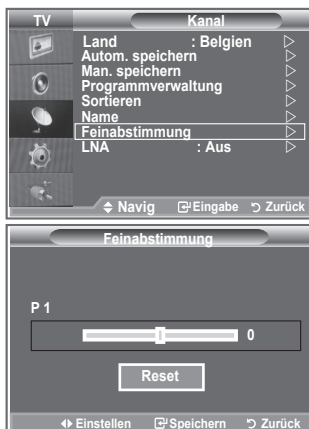 TV Kanal
Land : Belgien
Autom. speichern
Man. speichern
Programmverwaltung
Sortieren
Name
Feinabstimmung
LNA : Aus
Navig Eingabe Zurück
Feinabstimmung
P 1
0
Reset
Einstellen Speichern Zurück